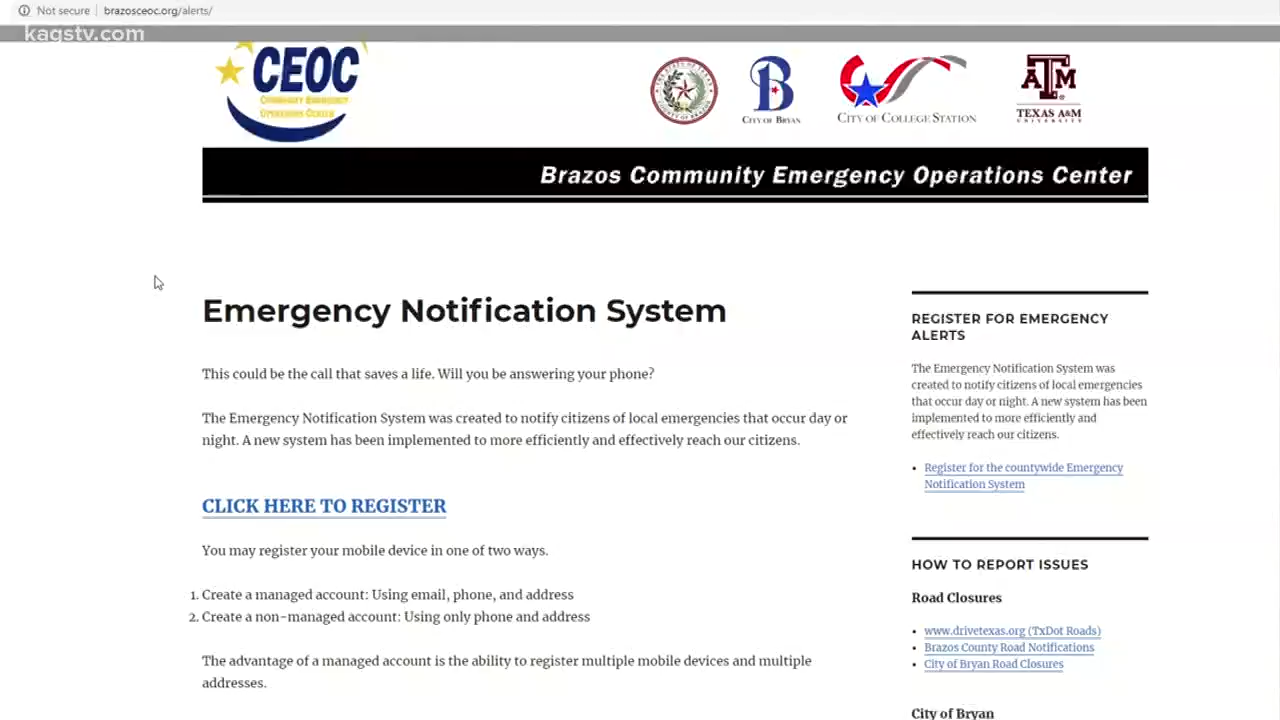 Not secure
brazosceoc.org/alerts/
kagstv.com
CEOC
COMMUNITY EMERGENCY
OPERATIONS CENTER
CITY OF BRYAN
CITY OF COLLEGE STATION
ATM
TEXAS A&M
UNIVERSITY
Brazos Community Emergency Operations Center
Emergency Notification System
This could be the call that saves a life. Will you be answering your phone?
The Emergency Notification System was created to notify citizens of local emergencies that occur day or
night. A new system has been implemented to more efficiently and effectively reach our citizens.
CLICK HERE TO REGISTER
You may register your mobile device in one of two ways.
1. Create a managed account: Using email, phone, and address
2. Create a non-managed account: Using only phone and address
The advantage of a managed account is the ability to register multiple mobile devices and multiple
addresses.
REGISTER FOR EMERGENCY
ALERTS
The Emergency Notification System was
created to notify citizens of local emergencies
that occur day or night. A new system has been
implemented to more efficiently and
effectively reach our citizens.
Register for the countywide Emergency
Notification System
HOW TO REPORT ISSUES
Road Closures
www.drivetexas.org (TxDot Roads)
Brazos County Road Notifications
City of Bryan Road Closures
City of Bryan